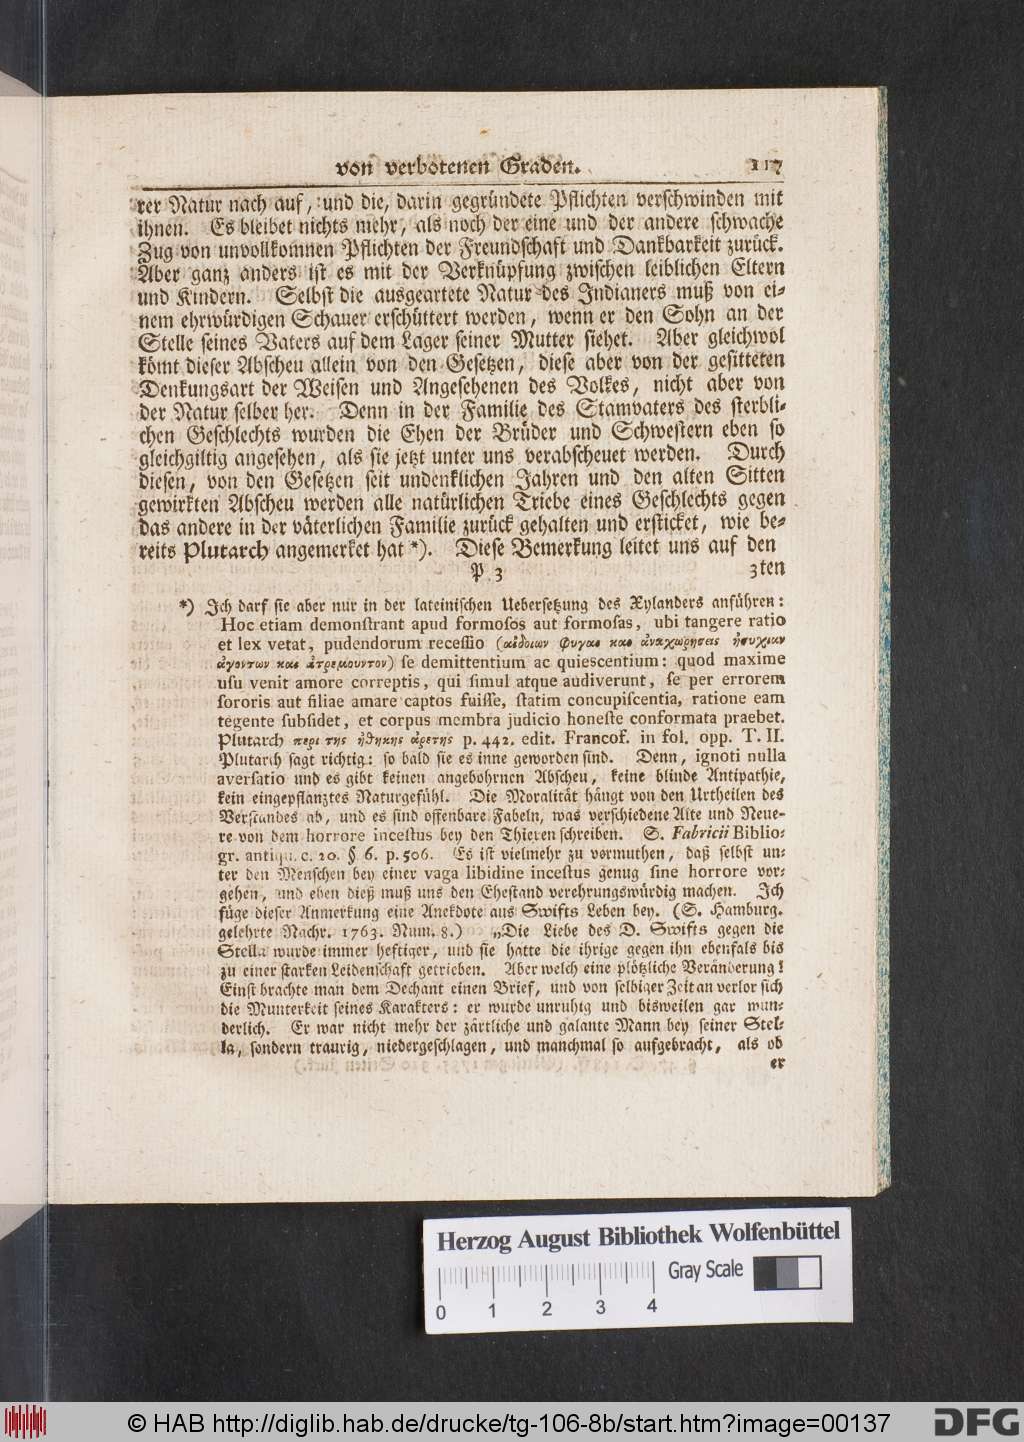 von verbotenen Graden. 117
rer Natur nach auf, und die, darin gegründete Pflichten verschwinden mit
ihnen. Es bleibet nichts mehr, als noch der eine und der andere schwache
Zug von unvollkomnen Pflichten der Freundschaft und Dankbarkeit zurück.
Aber ganz anders ist es mit der Verknüpfung zwischen leiblichen Eltern
und Kindern. Selbst die ausgeartete Natur des Indianers muß von ei-
nem ehrwürdigen Schauer erschüttert werden, wenn er den Sohn an der
Stelle seines Vaters auf dem Lager seiner Mutter siehet. Aber gleichwol
kömt dieser Abscheu allein von den Gesetzen, diese aber von der gesitteten
Denkungsart der Weisen und Angesehenen des Volkes, nicht aber von
der Natur selber her. Denn in der Familie des Stamvaters des sterbli-
chen Geschlechts wurden die Ehen der Brüder und Schwestern eben so
gleichgiltig angesehen, als sie jetzt unter uns verabscheuet werden. Durch
diesen, von den Gesetzen seit undenklichen Jahren und den alten Sitten
gewirkten Abscheu werden alle natürlichen Triebe eines Geschlechts gegen
das andere in der väterlichen Familie zurück gehalten und ersticket, wie be-
reits Plutarch angemerket hat *). Diese Bemerkung leitet uns auf den
P 3 3ten
*) Ich darf sie aber nur in der lateinischen Uebersetzung des Xylanders anführen:
Hoc etiam demonstrant apud formosos aut formosas, ubi tangere ratio
et lex vetat, pudendorum recessio (αιδοιων φυγαι και ἀναχωρησεις ἡσυχιαν
ἀγοντων και ἀτρεμουντον) se demittentium ac quiescentium: quod maxime
usu venit amore correptis, qui simul atque audiverunt, se per errorem
sororis aut filiae amare captos fuisse, statim concupiscentia, ratione eam
tegente subsidet, et corpus membra judicio honeste conformata praebet.
Plutarch περι της ἠθηκης ἀρετης p. 442. edit. Francof. in fol. opp. T. II.
Plutarch sagt richtig: so bald sie es inne geworden sind. Denn, ignoti nulla
aversatio und es gibt keinen angebohrnen Abscheu, keine blinde Antipathie,
kein eingepflanztes Naturgefühl. Die Moralität hängt von den Urtheilen des
Verstandes ab, und es sind offenbare Fabeln, was verschiedene Alte und Neue-
re von dem horrore incestus bey den Thieren schreiben. S. Fabricii Biblio-
gr. antiqu. c. 20. § 6. p. 506. Es ist vielmehr zu vermuthen, daß selbst un-
ter den Menschen bey einer vaga libidine incestus genug sine horrore vor-
gehen, und eben dieß muß uns den Ehestand verehrungswürdig machen. Ich
füge dieser Anmerkung eine Anekdote aus Swifts Leben bey. (S. Hamburg.
gelehrte Nachr. 1763. Num. 8.) „Die Liebe des D. Swifts gegen die
Stella wurde immer heftiger, und sie hatte die ihrige gegen ihn ebenfals bis
zu einer starken Leidenschaft getrieben. Aber welch eine plötzliche Veränderung!
Einst brachte man dem Dechant einen Brief, und von selbiger Zeit an verlor sich
die Munterkeit seines Karakters: er wurde unruhig und bisweilen gar wun-
derlich. Er war nicht mehr der zärtliche und galante Mann bey seiner Stel-
la, sondern traurig, niedergeschlagen, und manchmal so aufgebracht, als ob
er
Herzog August Bibliothek Wolfenbüttel
Gray Scale
0 1 2 3 4
© HAB http://diglib.hab.de/drucke/tg-106-8b/start.htm?image=00137
DFG